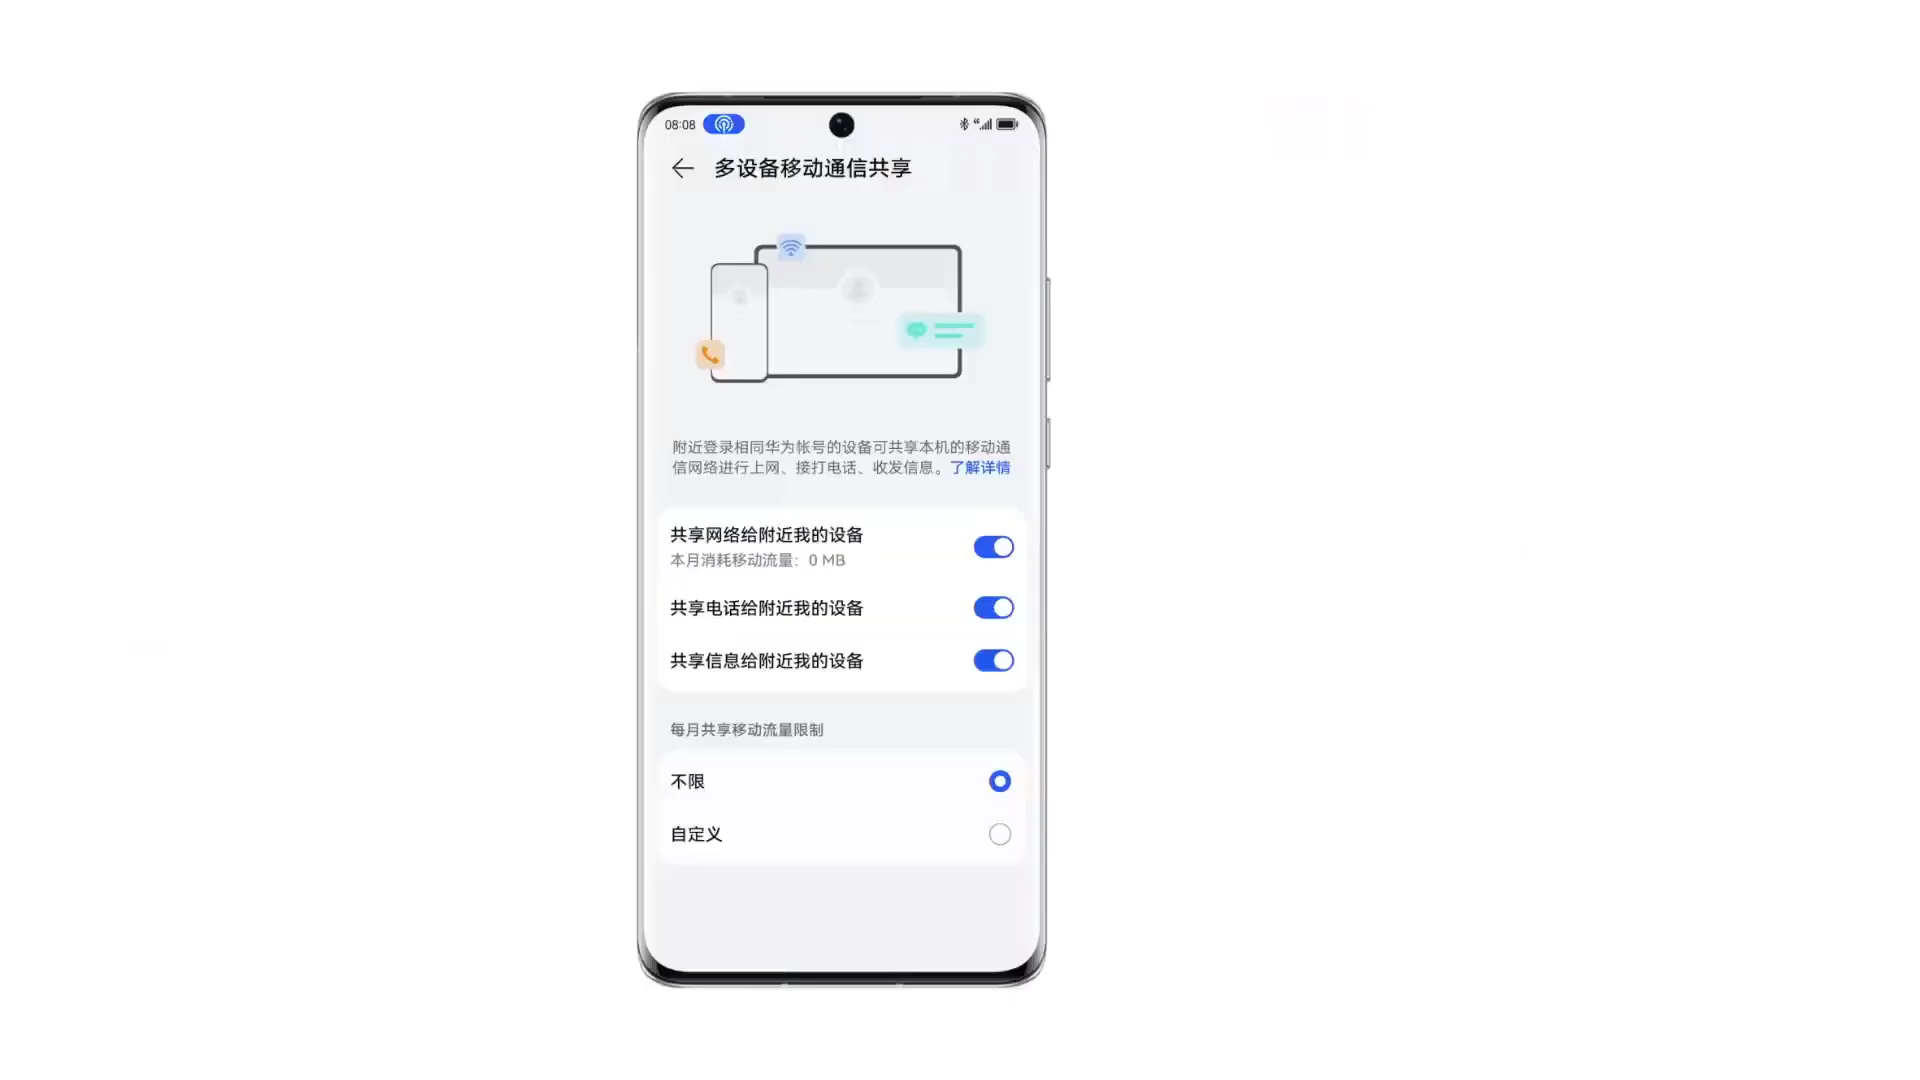 08:08
多设备移动通信共享
附近登录相同华为帐号的设备可共享本机的移动通
信网络进行上网、接打电话、收发信息。了解详情
共享网络给附近我的设备
本月消耗移动流量：0 MB
共享电话给附近我的设备
共享信息给附近我的设备
每月共享移动流量限制
不限
自定义